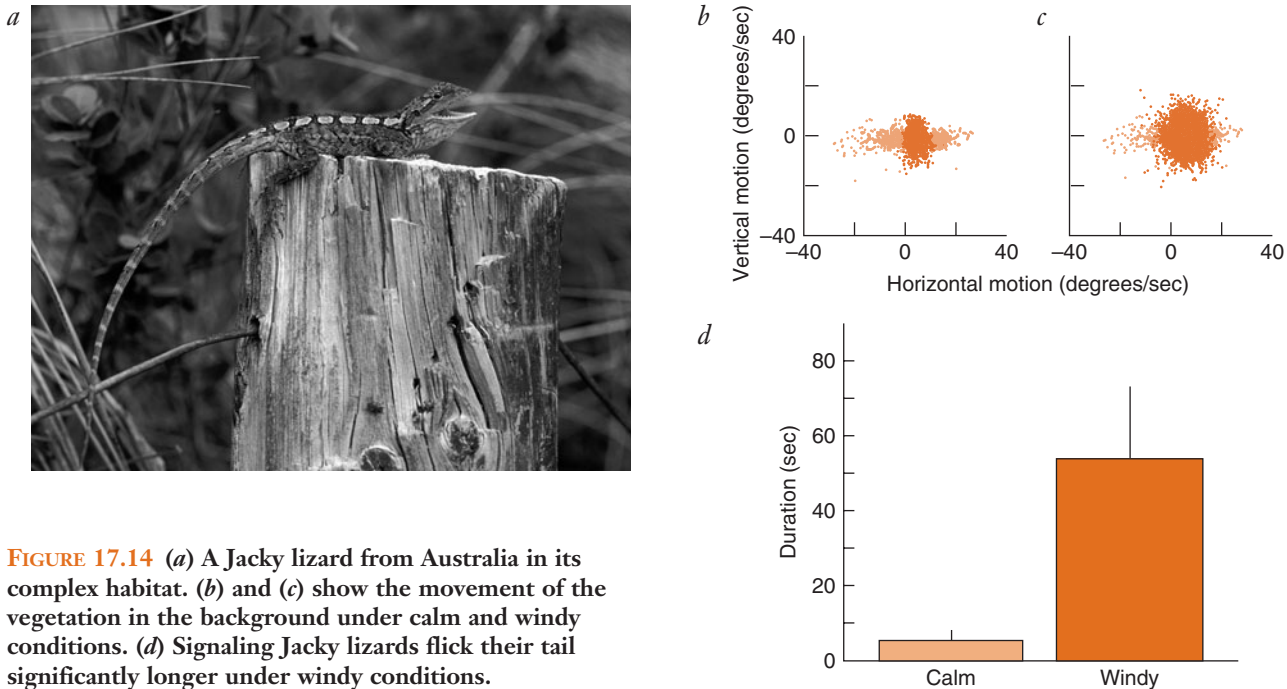 a
b
c
Vertical motion (degrees/sec)
40
0
–40
–40
0
40
–40
0
40
Horizontal motion (degrees/sec)
d
Duration (sec)
80
60
40
20
0
Calm
Windy
FIGURE 17.14 (a) A Jacky lizard from Australia in its
complex habitat. (b) and (c) show the movement of the
vegetation in the background under calm and windy
conditions. (d) Signaling Jacky lizards flick their tail
significantly longer under windy conditions.